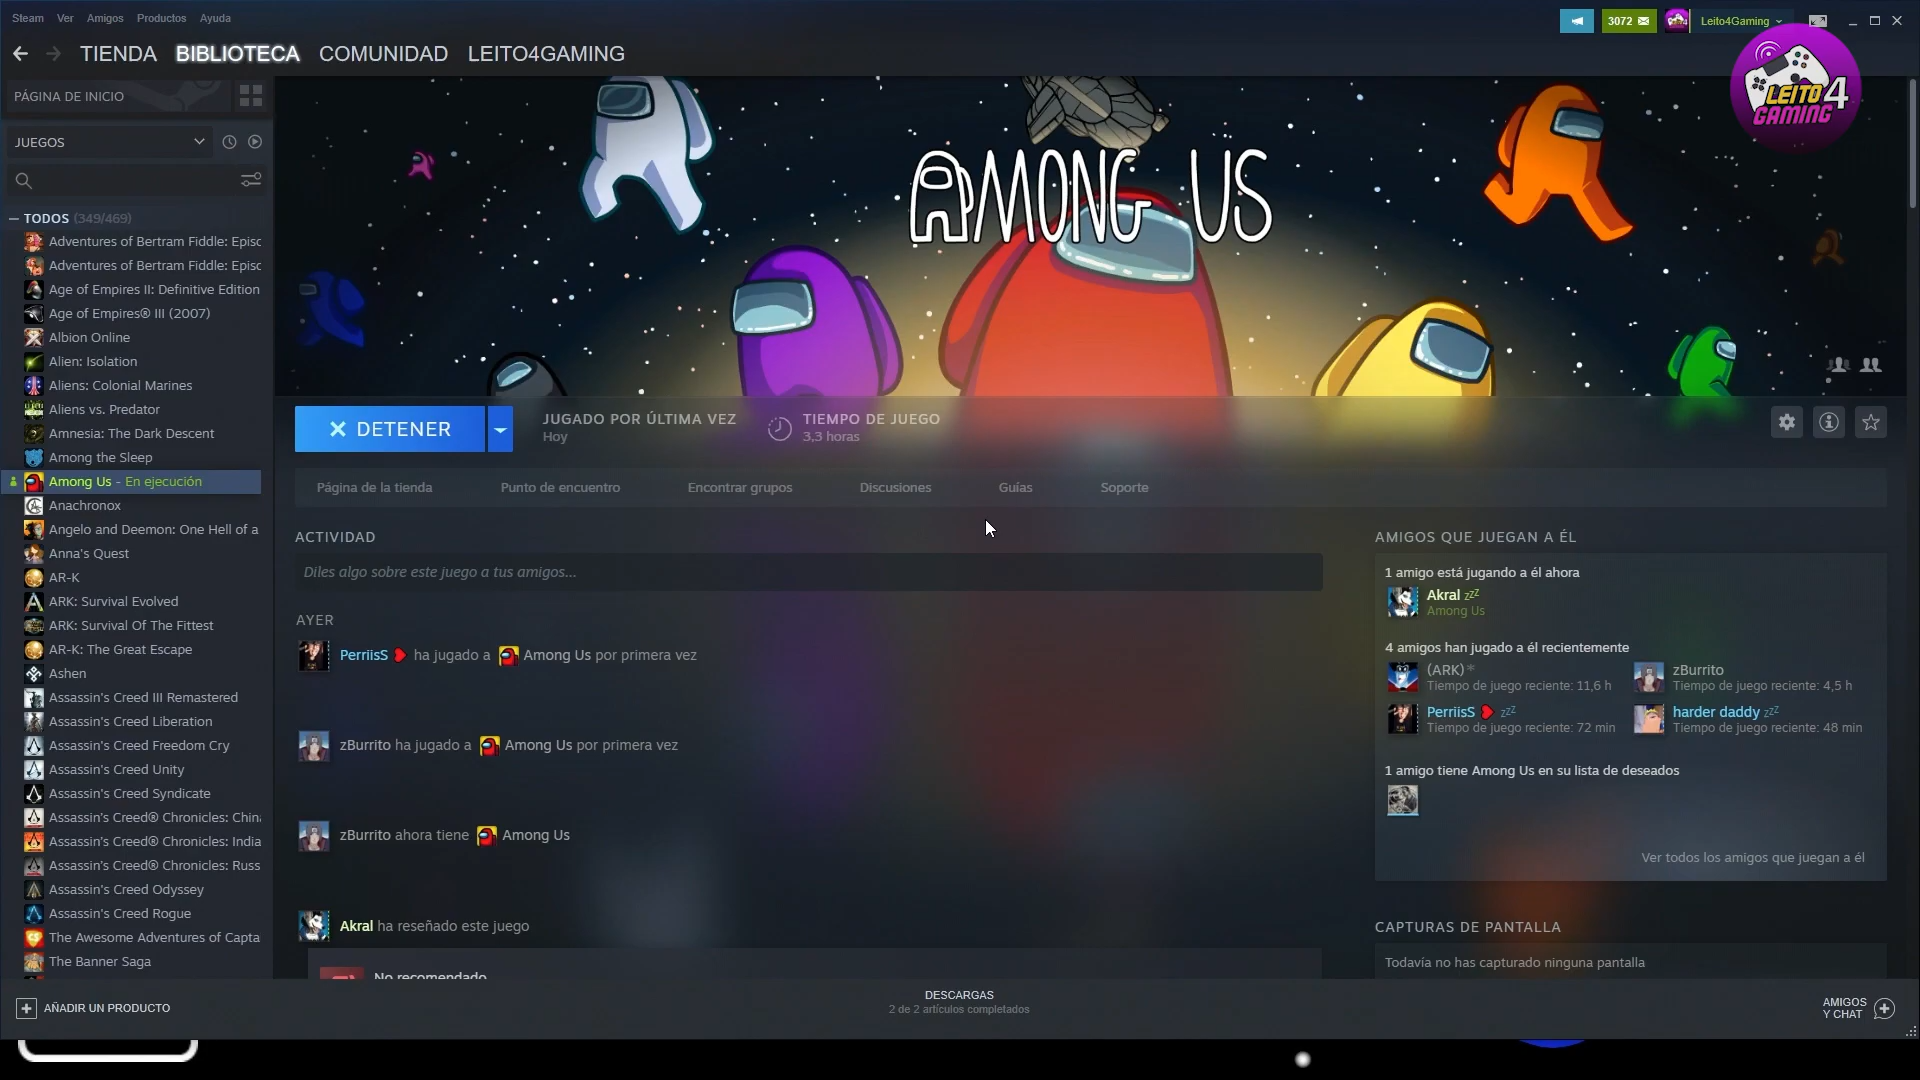 Steam Ver Amigos Productos Ayuda
3072 Leito4Gaming
TIENDA BIBLIOTECA COMUNIDAD LEITO4GAMING
LEITO 4
GAMING
PÁGINA DE INICIO
JUEGOS
TODOS (349/469)
Adventures of Bertram Fiddle: Episc
Adventures of Bertram Fiddle: Episc
Age of Empires II: Definitive Edition
Age of Empires® III (2007)
Albion Online
Alien: Isolation
Aliens: Colonial Marines
Aliens vs. Predator
Amnesia: The Dark Descent
Among the Sleep
Among Us - En ejecución
Anachronox
Angelo and Deemon: One Hell of a
Anna's Quest
AR-K
ARK: Survival Evolved
ARK: Survival Of The Fittest
AR-K: The Great Escape
Ashen
Assassin's Creed III Remastered
Assassin's Creed Liberation
Assassin's Creed Freedom Cry
Assassin's Creed Unity
Assassin's Creed Syndicate
Assassin's Creed® Chronicles: China
Assassin's Creed® Chronicles: India
Assassin's Creed® Chronicles: Russ
Assassin's Creed Odyssey
Assassin's Creed Rogue
The Awesome Adventures of Capta
The Banner Saga
AMONG US
DETENER
JUGADO POR ÚLTIMA VEZ
Hoy
TIEMPO DE JUEGO
3,3 horas
Página de la tienda Punto de encuentro Encontrar grupos Discusiones Guías Soporte
ACTIVIDAD
Diles algo sobre este juego a tus amigos...
AYER
PerriisS ha jugado a Among Us por primera vez
zBurrito ha jugado a Among Us por primera vez
zBurrito ahora tiene Among Us
Akral ha reseñado este juego
No recomendado
AMIGOS QUE JUEGAN A ÉL
1 amigo está jugando a él ahora
Akral zzZ
Among Us
4 amigos han jugado a él recientemente
(ARK)*
Tiempo de juego reciente: 11,6 h
zBurrito
Tiempo de juego reciente: 4,5 h
PerriisS zzZ
Tiempo de juego reciente: 72 min
harder daddy zzZ
Tiempo de juego reciente: 48 min
1 amigo tiene Among Us en su lista de deseados
Ver todos los amigos que juegan a él
CAPTURAS DE PANTALLA
Todavía no has capturado ninguna pantalla
AÑADIR UN PRODUCTO
DESCARGAS
2 de 2 artículos completados
AMIGOS
Y CHAT